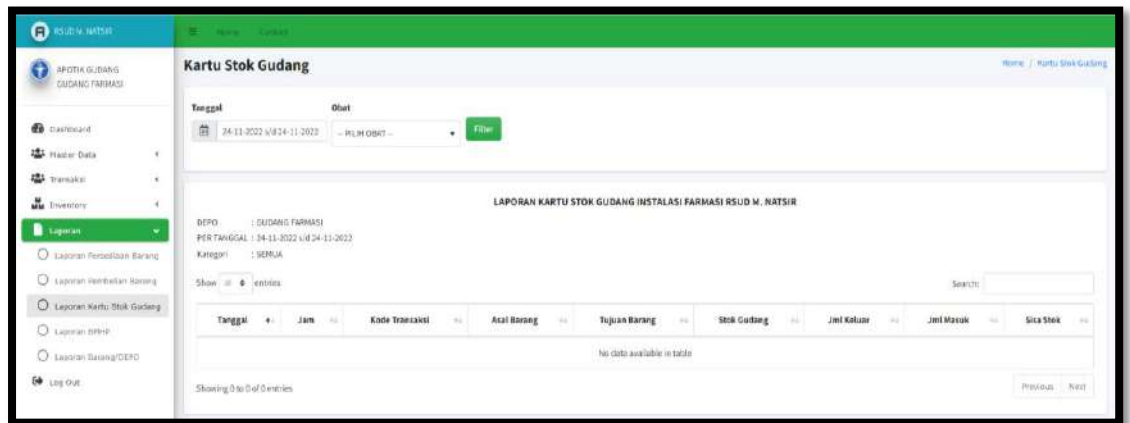 RSUD M. NATSIR
Home Contact
APOTIK GUDANG
GUDANG FARMASI
Dashboard
Master Data
Transaksi
Inventory
Laporan
Laporan Persediaan Barang
Laporan Pembelian Barang
Laporan Kartu Stok Gudang
Laporan BPHP
Laporan Barang/DEPO
Log Out
Kartu Stok Gudang
Home / Kartu Stok Gudang
Tanggal Obat
24-11-2022 s/d 24-11-2022 -- PILIH OBAT -- Filter
LAPORAN KARTU STOK GUDANG INSTALASI FARMASI RSUD M. NATSIR
DEPO : GUDANG FARMASI
PER TANGGAL : 24-11-2022 s/d 24-11-2022
Kategori : SEMUA
Show entries Search:
Tanggal Jam Kode Transaksi Asal Barang Tujuan Barang Stok Gudang Jml Keluar Jml Masuk Sisa Stok
No data available in table
Showing 0 to 0 of 0 entries
Previous Next